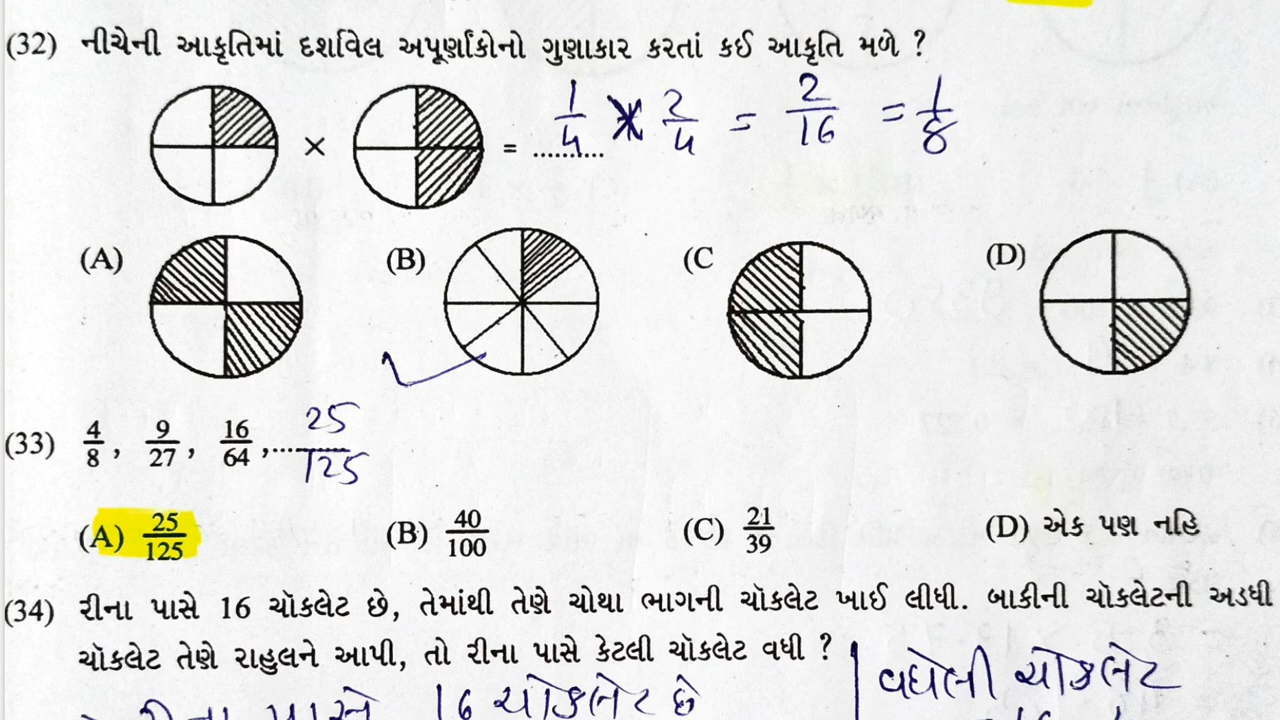 (32) નીચેની આકૃતિમાં દર્શાવેલ અપૂર્ણાંકોનો ગુણાકાર કરતાં કઈ આકૃતિ મળે ?
× = .......... 1/4 × 2/4 = 2/16 = 1/8
(A) (B) (C (D)
(33) 4/8 , 9/27 , 16/64 ,.......... 25/125
(A) 25/125 (B) 40/100 (C) 21/39 (D) એક પણ નહિ
(34) રીના પાસે 16 ચૉકલેટ છે, તેમાંથી તેણે ચોથા ભાગની ચૉકલેટ ખાઈ લીધી. બાકીની ચૉકલેટની અડધી
ચૉકલેટ તેણે રાહુલને આપી, તો રીના પાસે કેટલી ચૉકલેટ વધી ?
વધેલી ચોકલેટ
16 ચોકલેટ છે